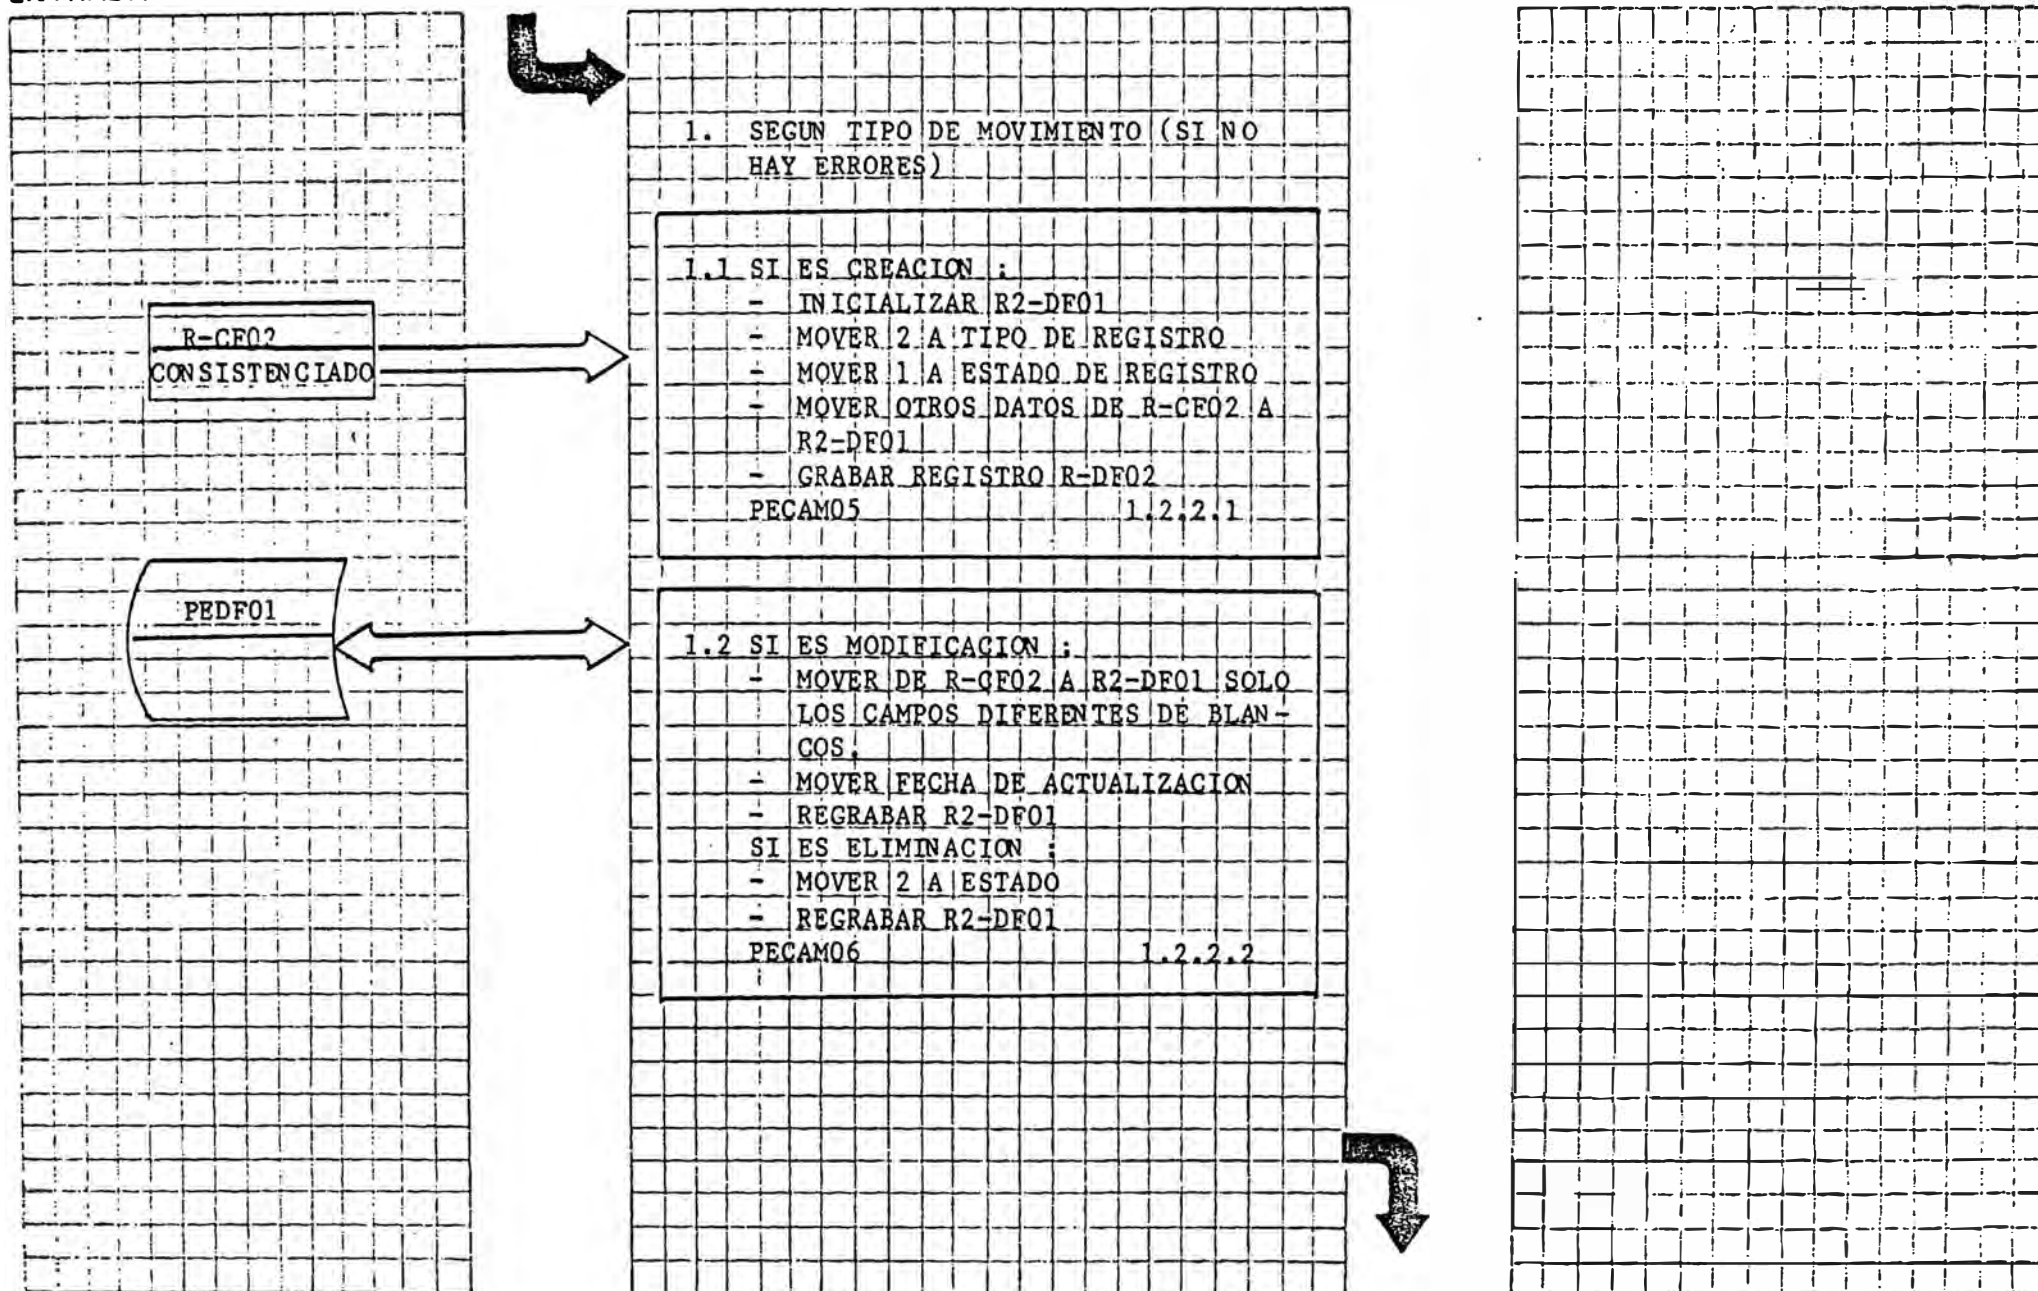 R-CF02
CONSISTENCIADO
PEDF01
1. SEGUN TIPO DE MOVIMIENTO (SI NO
HAY ERRORES)
1.1 SI ES CREACION :
- INICIALIZAR R2-DF01
- MOVER 2 A TIPO DE REGISTRO
- MOVER 1 A ESTADO DE REGISTRO
- MOVER OTROS DATOS DE R-CF02 A
R2-DF01
- GRABAR REGISTRO R-DF02
PECAM05 1.2.2.1
1.2 SI ES MODIFICACION :
- MOVER DE R-CF02 A R2-DF01 SOLO
LOS CAMPOS DIFERENTES DE BLAN-
COS.
- MOVER FECHA DE ACTUALIZACION
- REGRABAR R2-DF01
SI ES ELIMINACION :
- MOVER 2 A ESTADO
- REGRABAR R2-DF01
PECAM06 1.2.2.2